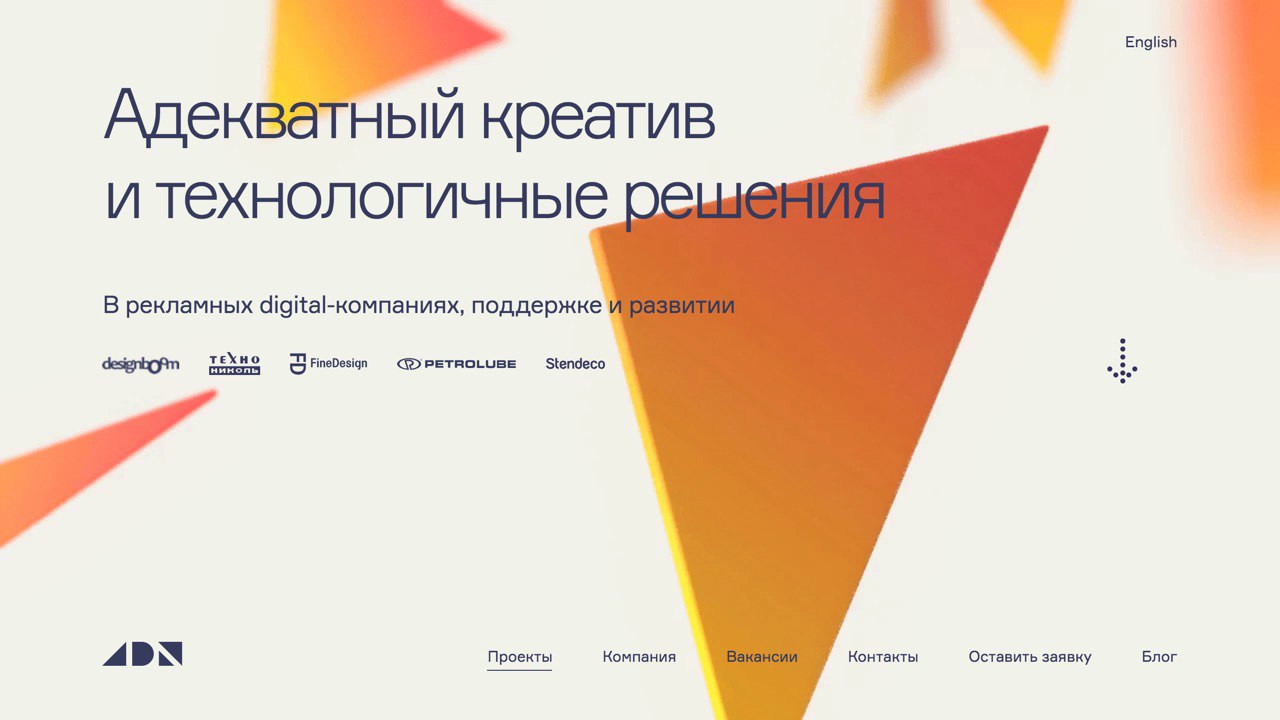 English
Адекватный креатив
и технологичные решения
В рекламных digital-компаниях, поддержке и развитии
designboom
ТЕХНО
НИКОЛЬ
FD FineDesign
PETROLUBE
Stendeco
ADN
Проекты Компания Вакансии Контакты Оставить заявку Блог